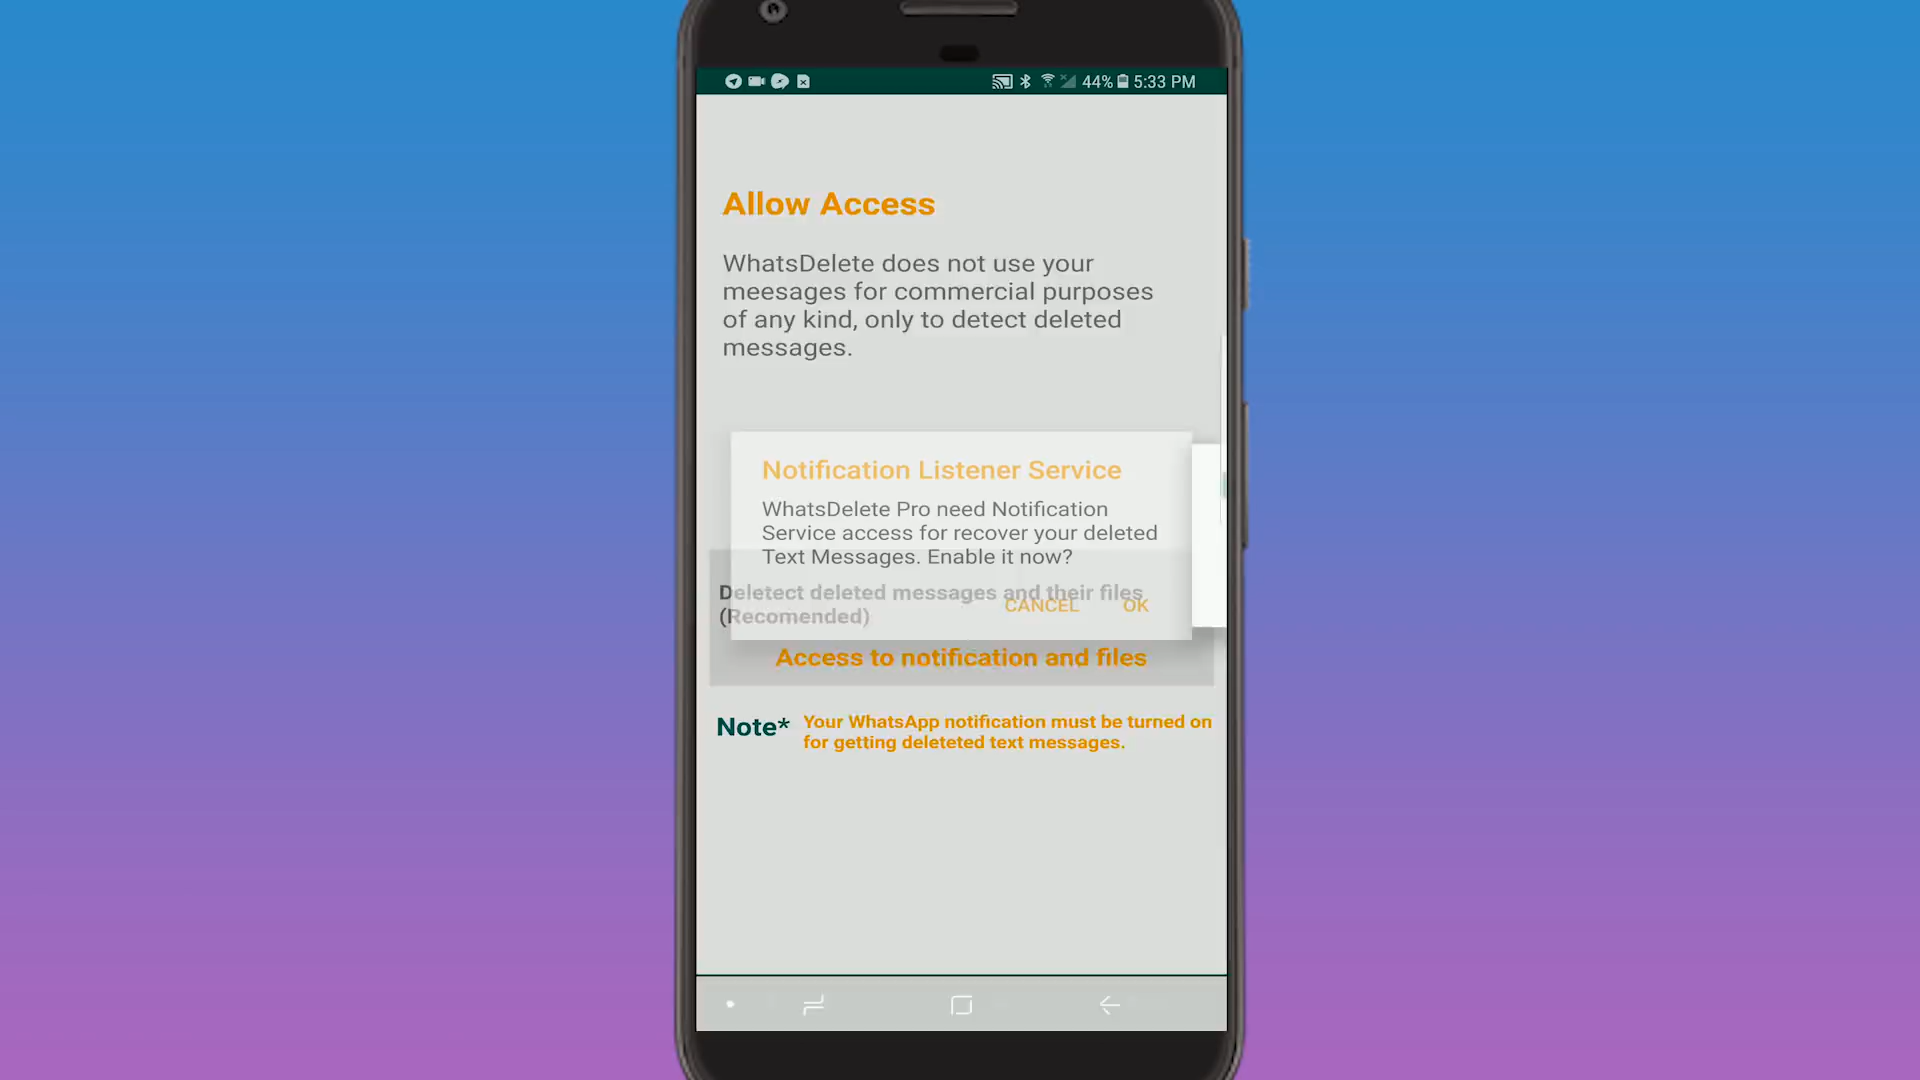 44% 5:33 PM
Allow Access
WhatsDelete does not use your
meesages for commercial purposes
of any kind, only to detect deleted
messages.
Notification Listener Service
WhatsDelete Pro need Notification
Service access for recover your deleted
Text Messages. Enable it now?
Deletect deleted messages and their files
(Recomended)
CANCEL OK
Access to notification and files
Note* Your WhatsApp notification must be turned on
for getting deleteted text messages.